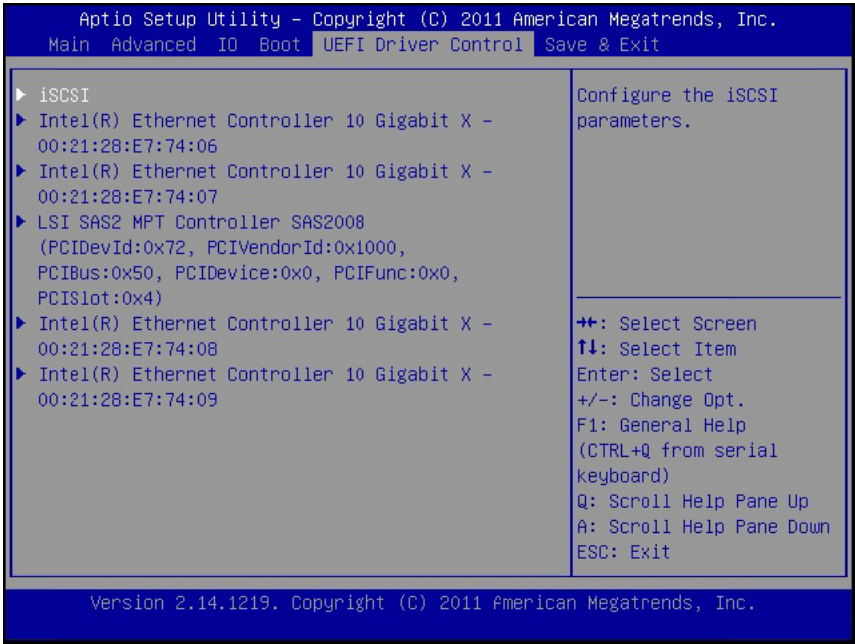 Aptio Setup Utility – Copyright (C) 2011 American Megatrends, Inc.
Main Advanced IO Boot UEFI Driver Control Save & Exit
▶ iSCSI
▶ Intel(R) Ethernet Controller 10 Gigabit X –
00:21:28:E7:74:06
▶ Intel(R) Ethernet Controller 10 Gigabit X –
00:21:28:E7:74:07
▶ LSI SAS2 MPT Controller SAS2008
(PCIDevId:0x72, PCIVendorId:0x1000,
PCIBus:0x50, PCIDevice:0x0, PCIFunc:0x0,
PCISlot:0x4)
▶ Intel(R) Ethernet Controller 10 Gigabit X –
00:21:28:E7:74:08
▶ Intel(R) Ethernet Controller 10 Gigabit X –
00:21:28:E7:74:09
Configure the iSCSI
parameters.
→←: Select Screen
↑↓: Select Item
Enter: Select
+/-: Change Opt.
F1: General Help
(CTRL+Q from serial
keyboard)
Q: Scroll Help Pane Up
A: Scroll Help Pane Down
ESC: Exit
Version 2.14.1219. Copyright (C) 2011 American Megatrends, Inc.